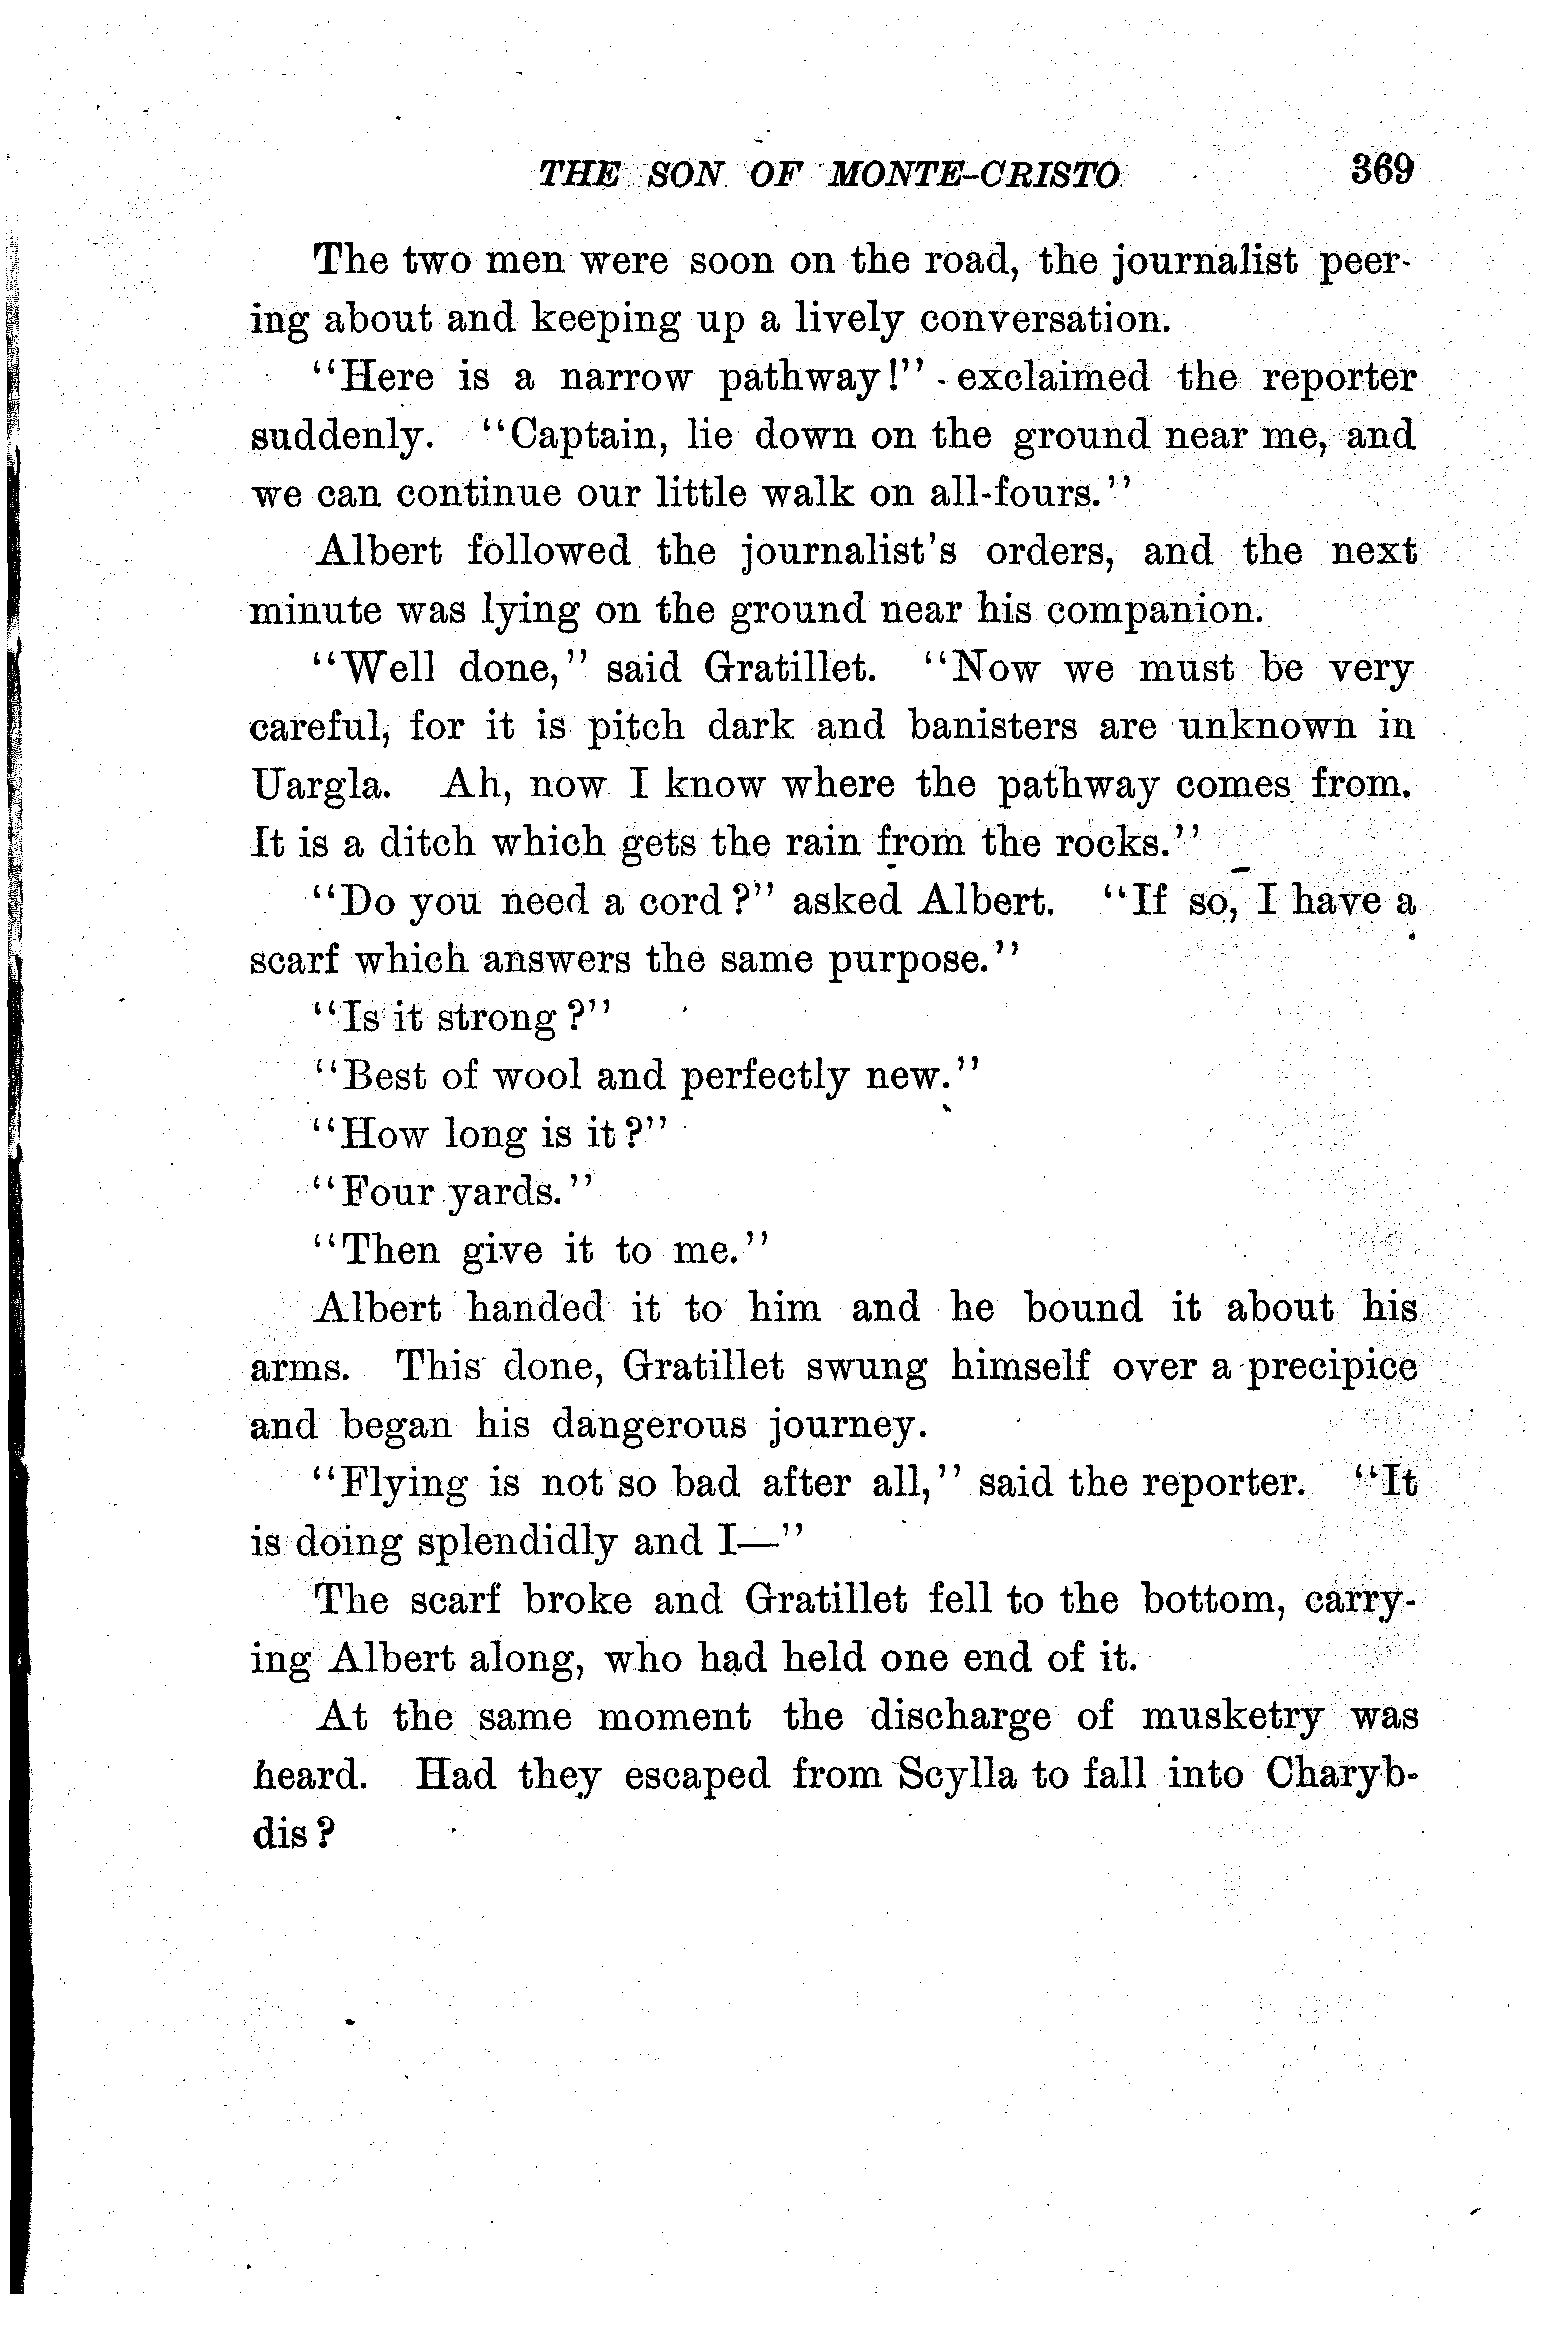 THE SON OF MONTE-CRISTO 369
The two men were soon on the road, the journalist peer-
ing about and keeping up a lively conversation.
"Here is a narrow pathway!" exclaimed the reporter
suddenly. "Captain, lie down on the ground near me, and
we can continue our little walk on all-fours."
Albert followed the journalist's orders, and the next
minute was lying on the ground near his companion.
"Well done," said Gratillet. "Now we must be very
careful, for it is pitch dark and banisters are unknown in
Uargla. Ah, now I know where the pathway comes from.
It is a ditch which gets the rain from the rocks."
"Do you need a cord?" asked Albert. "If so, I have a
scarf which answers the same purpose."
"Is it strong?"
"Best of wool and perfectly new."
"How long is it?"
"Four yards."
"Then give it to me."
Albert handed it to him and he bound it about his
arms. This done, Gratillet swung himself over a precipice
and began his dangerous journey.
"Flying is not so bad after all," said the reporter. "It
is doing splendidly and I—"
The scarf broke and Gratillet fell to the bottom, carry-
ing Albert along, who had held one end of it.
At the same moment the discharge of musketry was
heard. Had they escaped from Scylla to fall into Charyb-
dis?